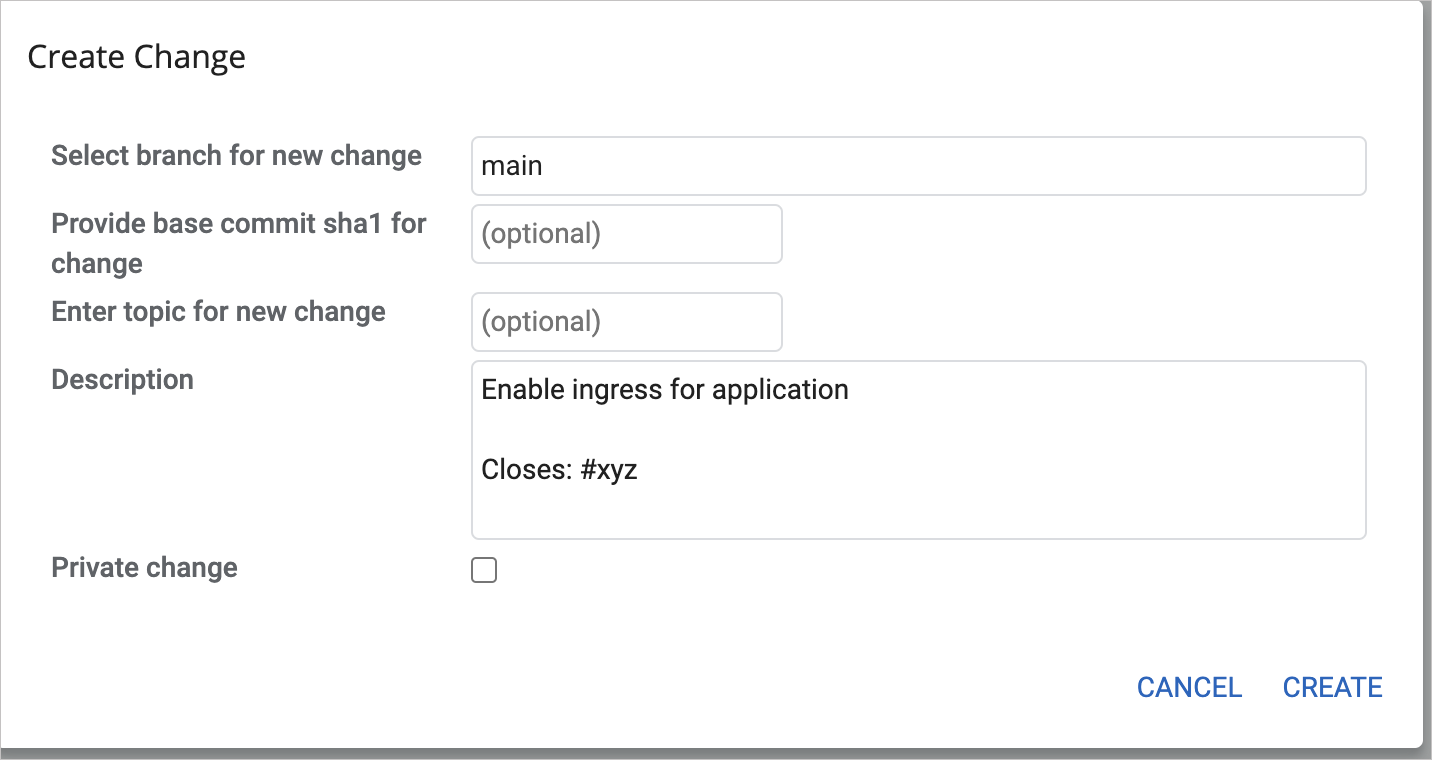 Create Change
Select branch for new change
main
Provide base commit sha1 for
change
(optional)
Enter topic for new change
(optional)
Description
Enable ingress for application
Closes: #xyz
Private change
CANCEL CREATE